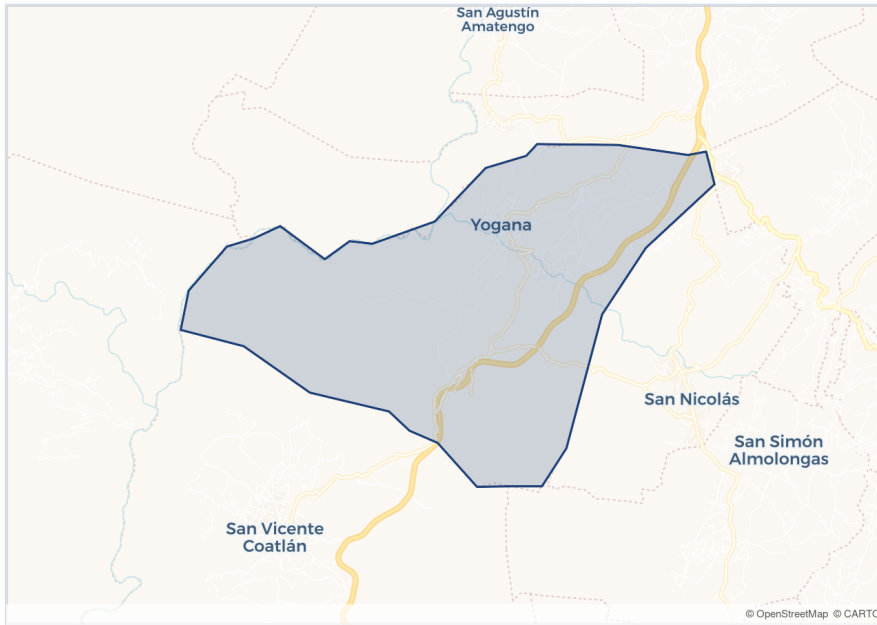 San Agustín
Amatengo
Yogana
San Nicolás
San Simón
Almolongas
San Vicente
Coatlán
© OpenStreetMap © CARTO